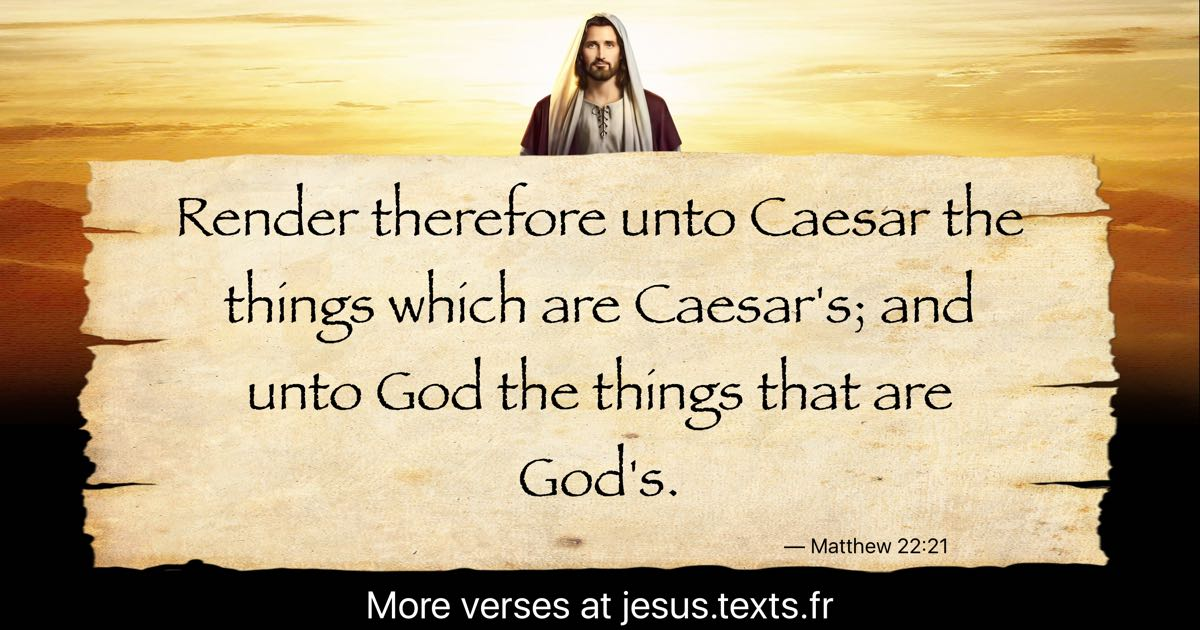 Render therefore unto Caesar the
things which are Caesar's; and
unto God the things that are
God's.
— Matthew 22:21
More verses at jesus.texts.fr